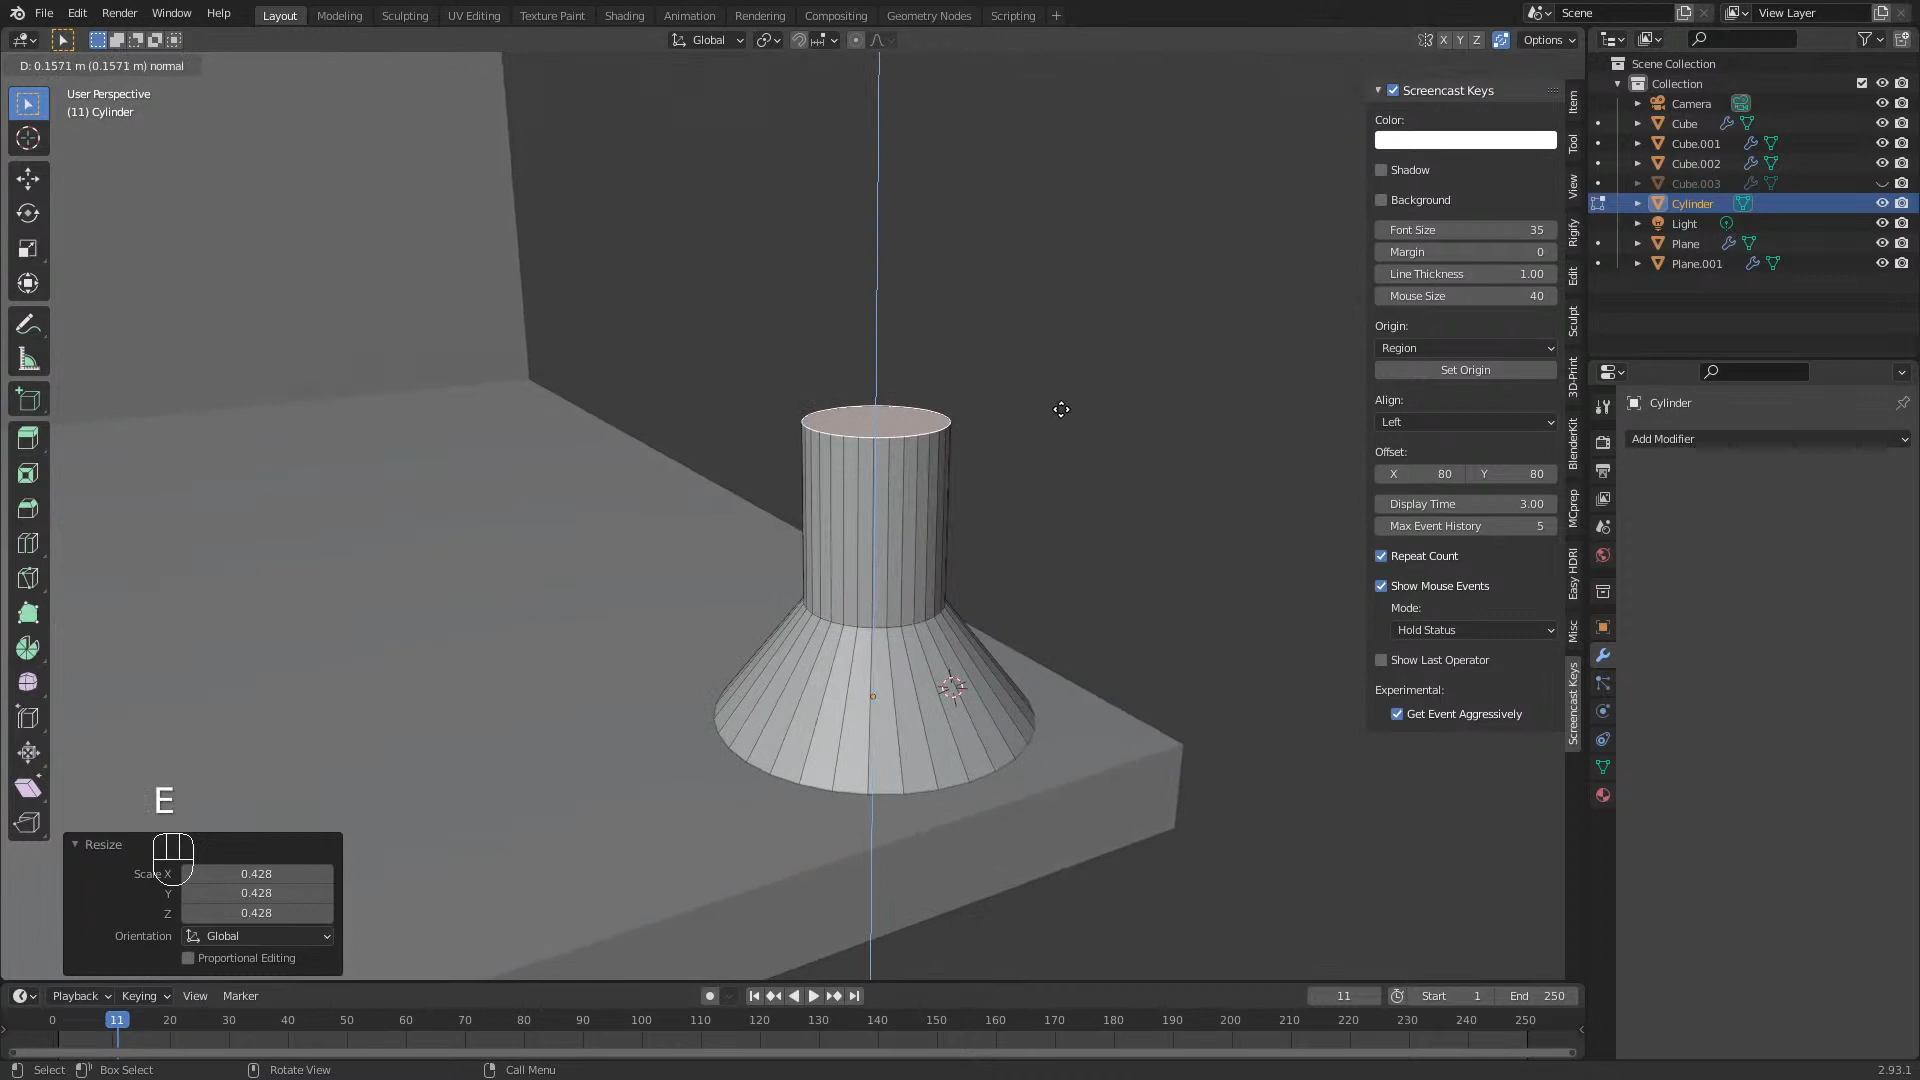 File Edit Render Window Help Layout Modeling Sculpting UV Editing Texture Paint Shading Animation Rendering Compositing Geometry Nodes Scripting + Scene View Layer
Global X Y Z Options
D: 0.1571 m (0.1571 m) normal
User Perspective
(11) Cylinder
Screencast Keys
Color:
Shadow
Background
Font Size 35
Margin 0
Line Thickness 1.00
Mouse Size 40
Origin:
Region
Set Origin
Align:
Left
Offset:
X 80 Y 80
Display Time 3.00
Max Event History 5
Repeat Count
Show Mouse Events
Mode:
Hold Status
Show Last Operator
Experimental:
Get Event Aggressively
Item
Tool
View
Rigify
Edit
Sculpt
3D-Print
BlenderKit
MCprep
Easy HDRI
Misc
Screencast Keys
Scene Collection
Collection
Camera
Cube
Cube.001
Cube.002
Cube.003
Cylinder
Light
Plane
Plane.001
Cylinder
Add Modifier
E
Resize
Scale X 0.428
Y 0.428
Z 0.428
Orientation Global
Proportional Editing
Playback Keying View Marker 11 Start 1 End 250
0 11 20 30 40 50 60 70 80 90 100 110 120 130 140 150 160 170 180 190 200 210 220 230 240 250
Select Box Select Rotate View Call Menu 2.93.1